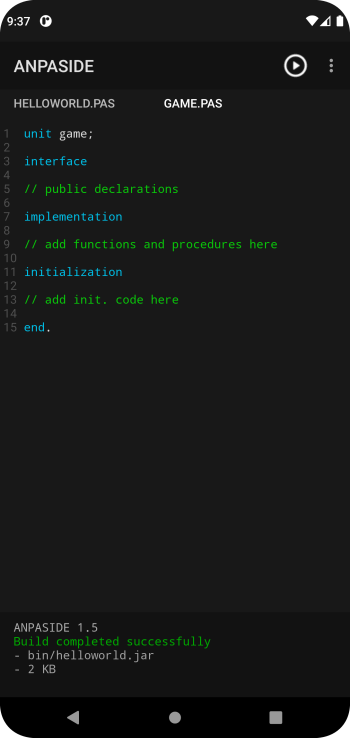 9:37
ANPASIDE
HELLOWORLD.PAS GAME.PAS
1 unit game;
2
3 interface
4
5 // public declarations
6
7 implementation
8
9 // add functions and procedures here
10
11 initialization
12
13 // add init. code here
14
15 end.
ANPASIDE 1.5
Build completed successfully
- bin/helloworld.jar
- 2 KB